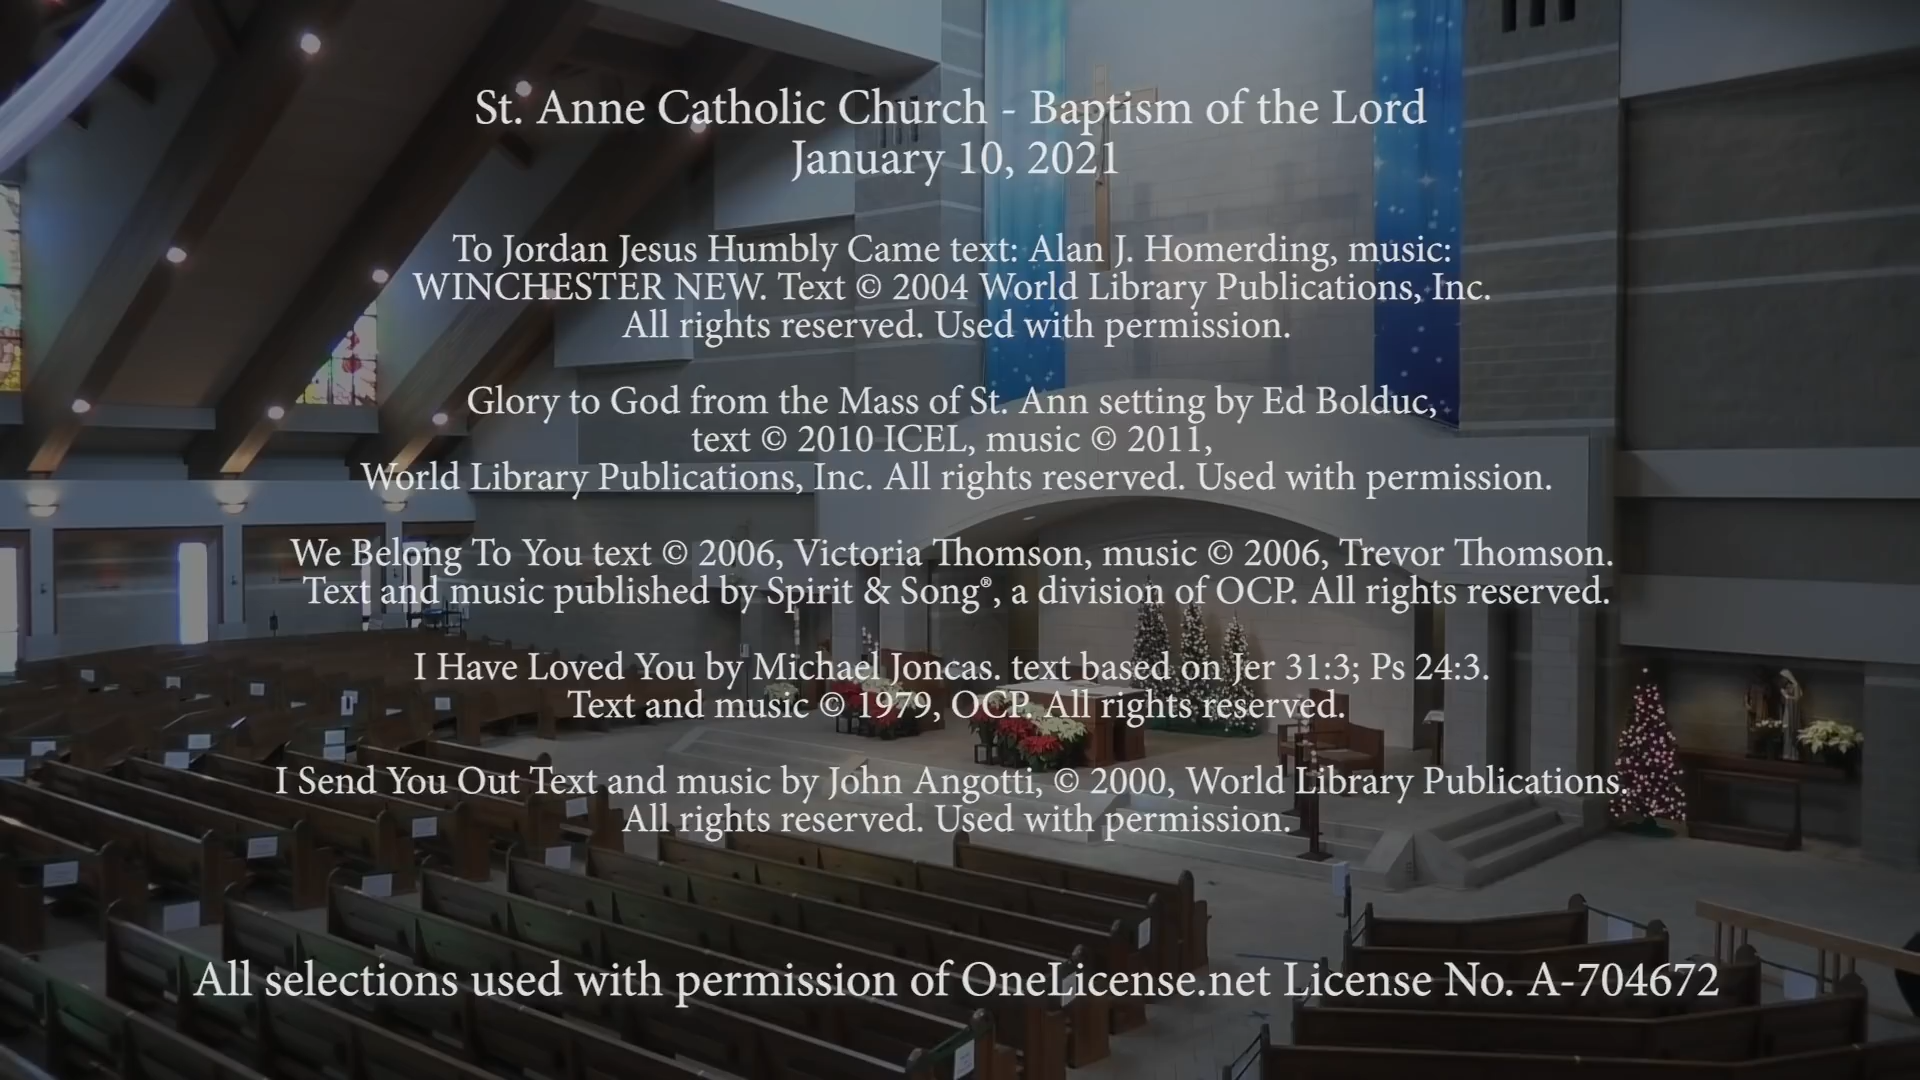 St. Anne Catholic Church - Baptism of the Lord
January 10, 2021
To Jordan Jesus Humbly Came text: Alan J. Homerding, music:
WINCHESTER NEW. Text © 2004 World Library Publications, Inc.
All rights reserved. Used with permission.
Glory to God from the Mass of St. Ann setting by Ed Bolduc,
text © 2010 ICEL, music © 2011,
World Library Publications, Inc. All rights reserved. Used with permission.
We Belong To You text © 2006, Victoria Thomson, music © 2006, Trevor Thomson.
Text and music published by Spirit & Song®, a division of OCP. All rights reserved.
I Have Loved You by Michael Joncas. text based on Jer 31:3; Ps 24:3.
Text and music © 1979, OCP. All rights reserved.
I Send You Out Text and music by John Angotti, © 2000, World Library Publications.
All rights reserved. Used with permission.
All selections used with permission of OneLicense.net License No. A-704672